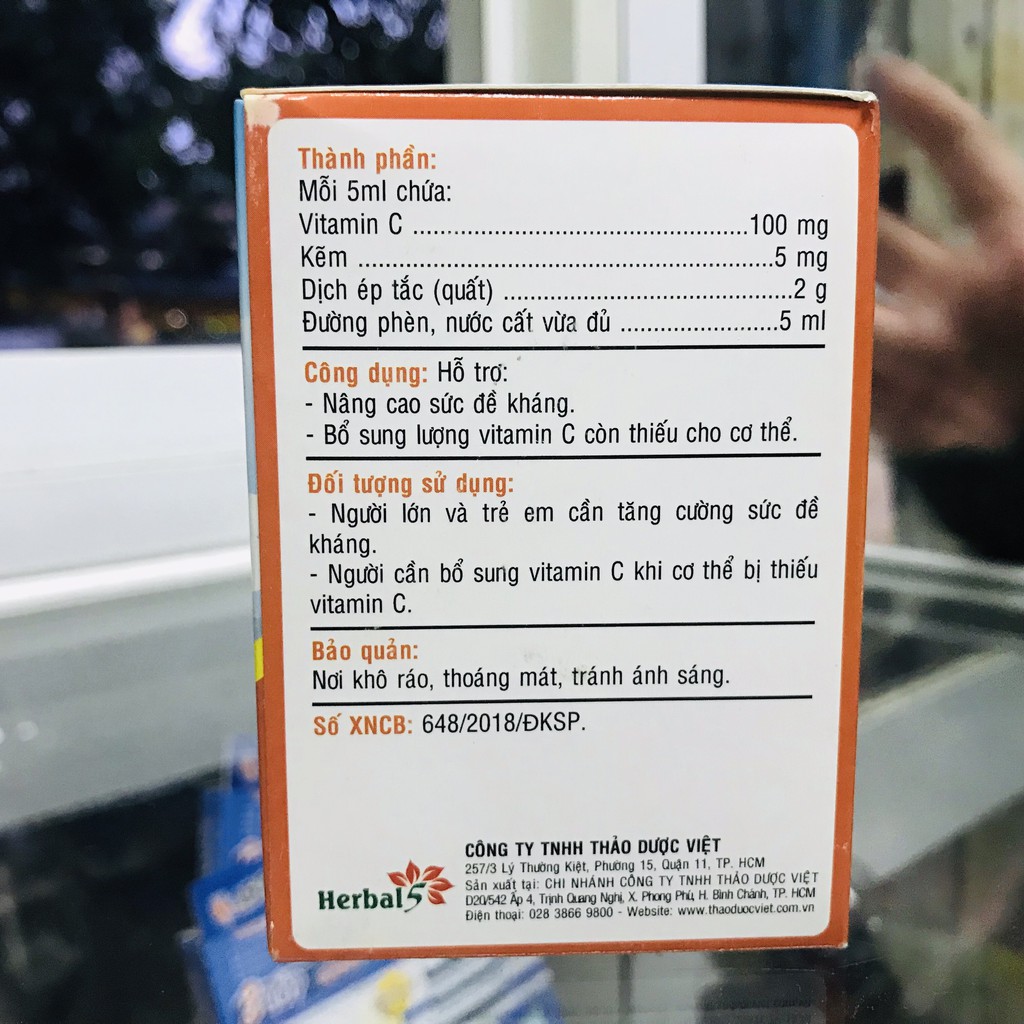 Thành phần:
Mỗi 5ml chứa:
Vitamin C ..................................................100 mg
Kẽm ..............................................................5 mg
Dịch ép tắc (quất) ...........................................2 g
Đường phèn, nước cất vừa đủ ........................5 ml
Công dụng: Hỗ trợ:
- Nâng cao sức đề kháng.
- Bổ sung lượng vitamin C còn thiếu cho cơ thể.
Đối tượng sử dụng:
- Người lớn và trẻ em cần tăng cường sức đề
kháng.
- Người cần bổ sung vitamin C khi cơ thể bị thiếu
vitamin C.
Bảo quản:
Nơi khô ráo, thoáng mát, tránh ánh sáng.
Số XNCB: 648/2018/ĐKSP.
Herbal5
CÔNG TY TNHH THẢO DƯỢC VIỆT
257/3 Lý Thường Kiệt, Phường 15, Quận 11, TP. HCM
Sản xuất tại: CHI NHÁNH CÔNG TY TNHH THẢO DƯỢC VIỆT
D20/542 Ấp 4, Trịnh Quang Nghị, X. Phong Phú, H. Bình Chánh, TP. HCM
Điện thoại: 028 3866 9800 - Website: www.thaoduocviet.com.vn